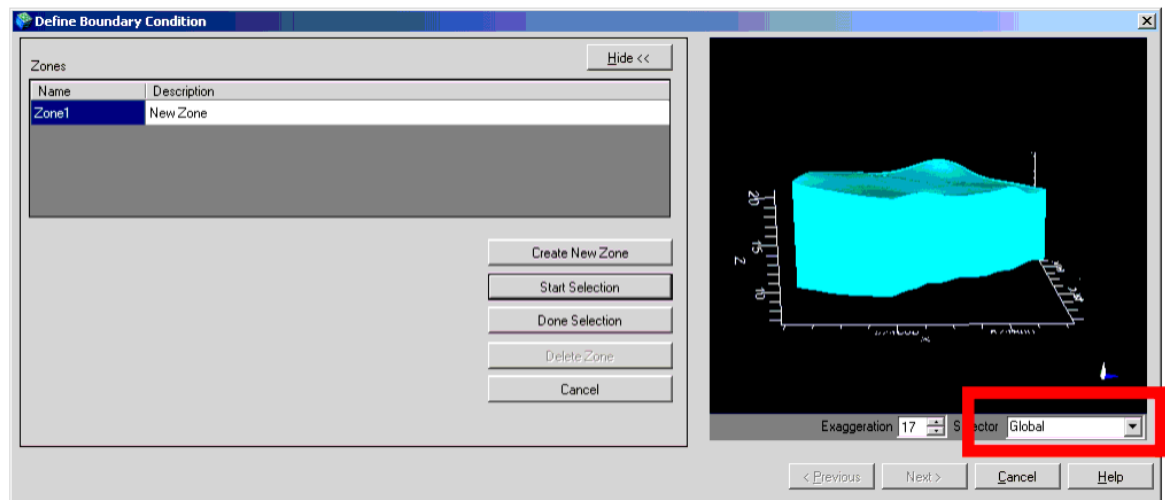 Define Boundary Condition
Zones
Hide <<
Name Description
Zone1 New Zone
Create New Zone
Start Selection
Done Selection
Delete Zone
Cancel
20
15
Z
10
X
Exaggeration 17 Global
< Previous Next > Cancel Help